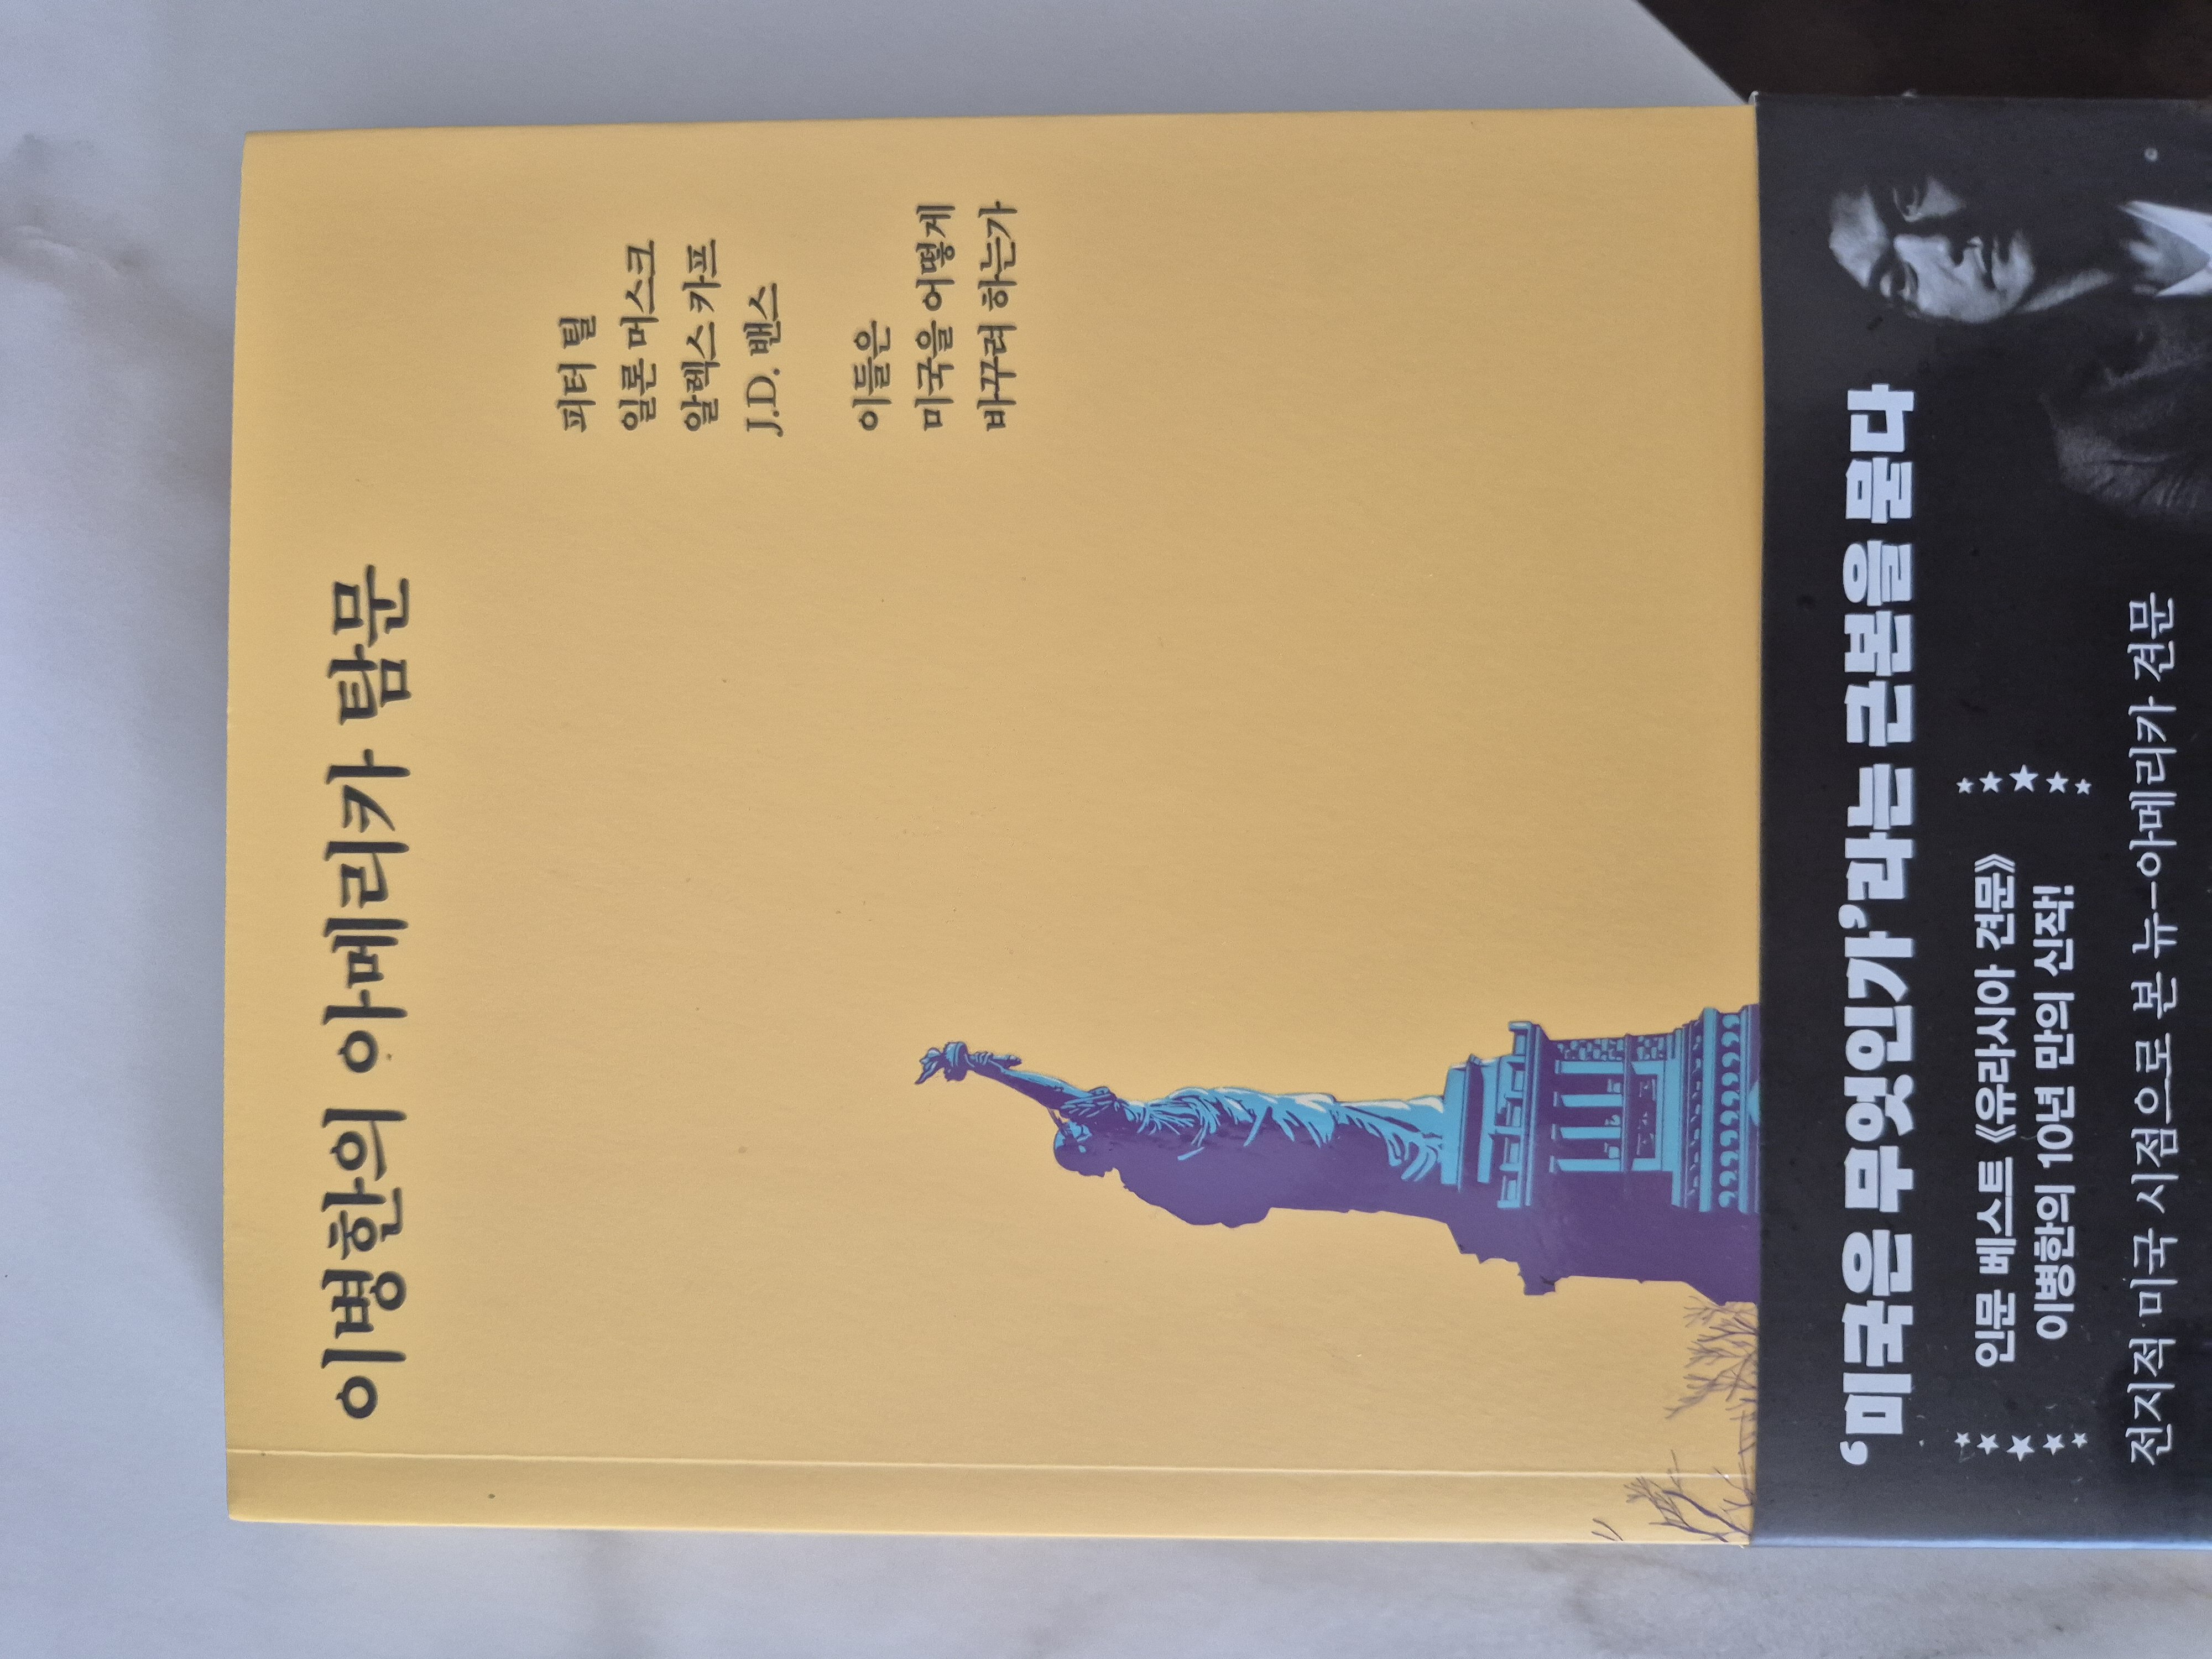 이병한의 아메리카 탐문
피터 틸
일론 머스크
알렉스 카프
J.D. 밴스
이들은
미국을 어떻게
바꾸려 하는가
‘미국은 무엇인가’라는 근본을 묻다
인문 베스트 《유라시아 견문》
이병한의 10년 만의 신작!
전지적 미국 시점으로 본 뉴—아메리카 견문